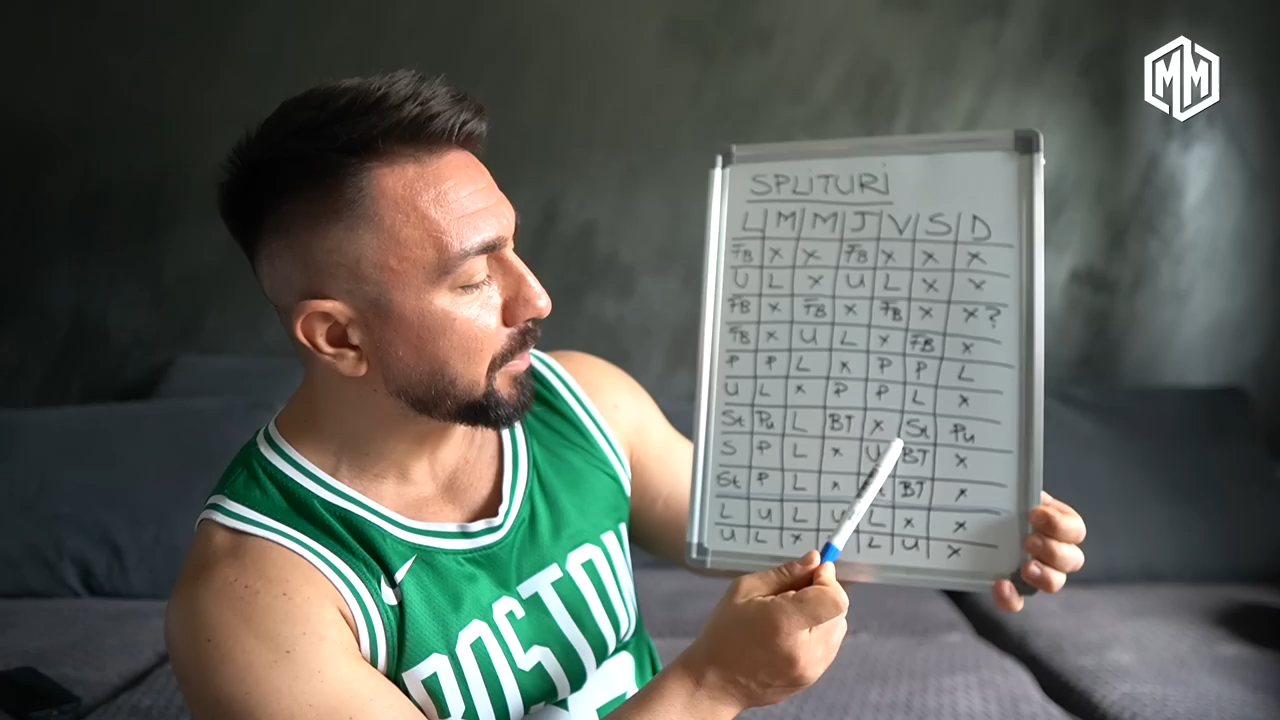 MM
SPLITURI
L M M J V S D
FB X X FB X X X
U L X U L X X
FB X FB X FB X X?
FB X U L X FB X
P P L X P P L
U L X P P L X
St Pu L BT X St Pu
S P L X U BT X
St P L X BT X
L U L U L X X
U L X L U X
BOSTON